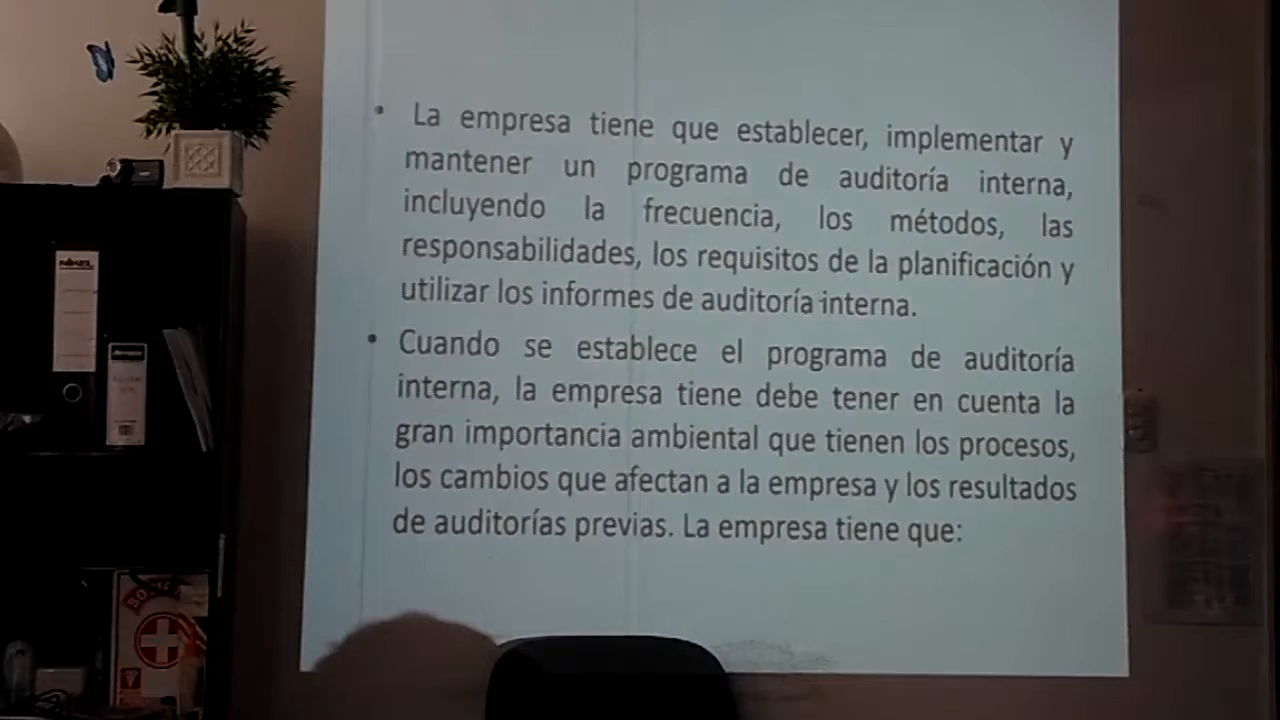 • La empresa tiene que establecer, implementar y
mantener un programa de auditoría interna,
incluyendo la frecuencia, los métodos, las
responsabilidades, los requisitos de la planificación y
utilizar los informes de auditoría interna.
• Cuando se establece el programa de auditoría
interna, la empresa tiene debe tener en cuenta la
gran importancia ambiental que tienen los procesos,
los cambios que afectan a la empresa y los resultados
de auditorías previas. La empresa tiene que: